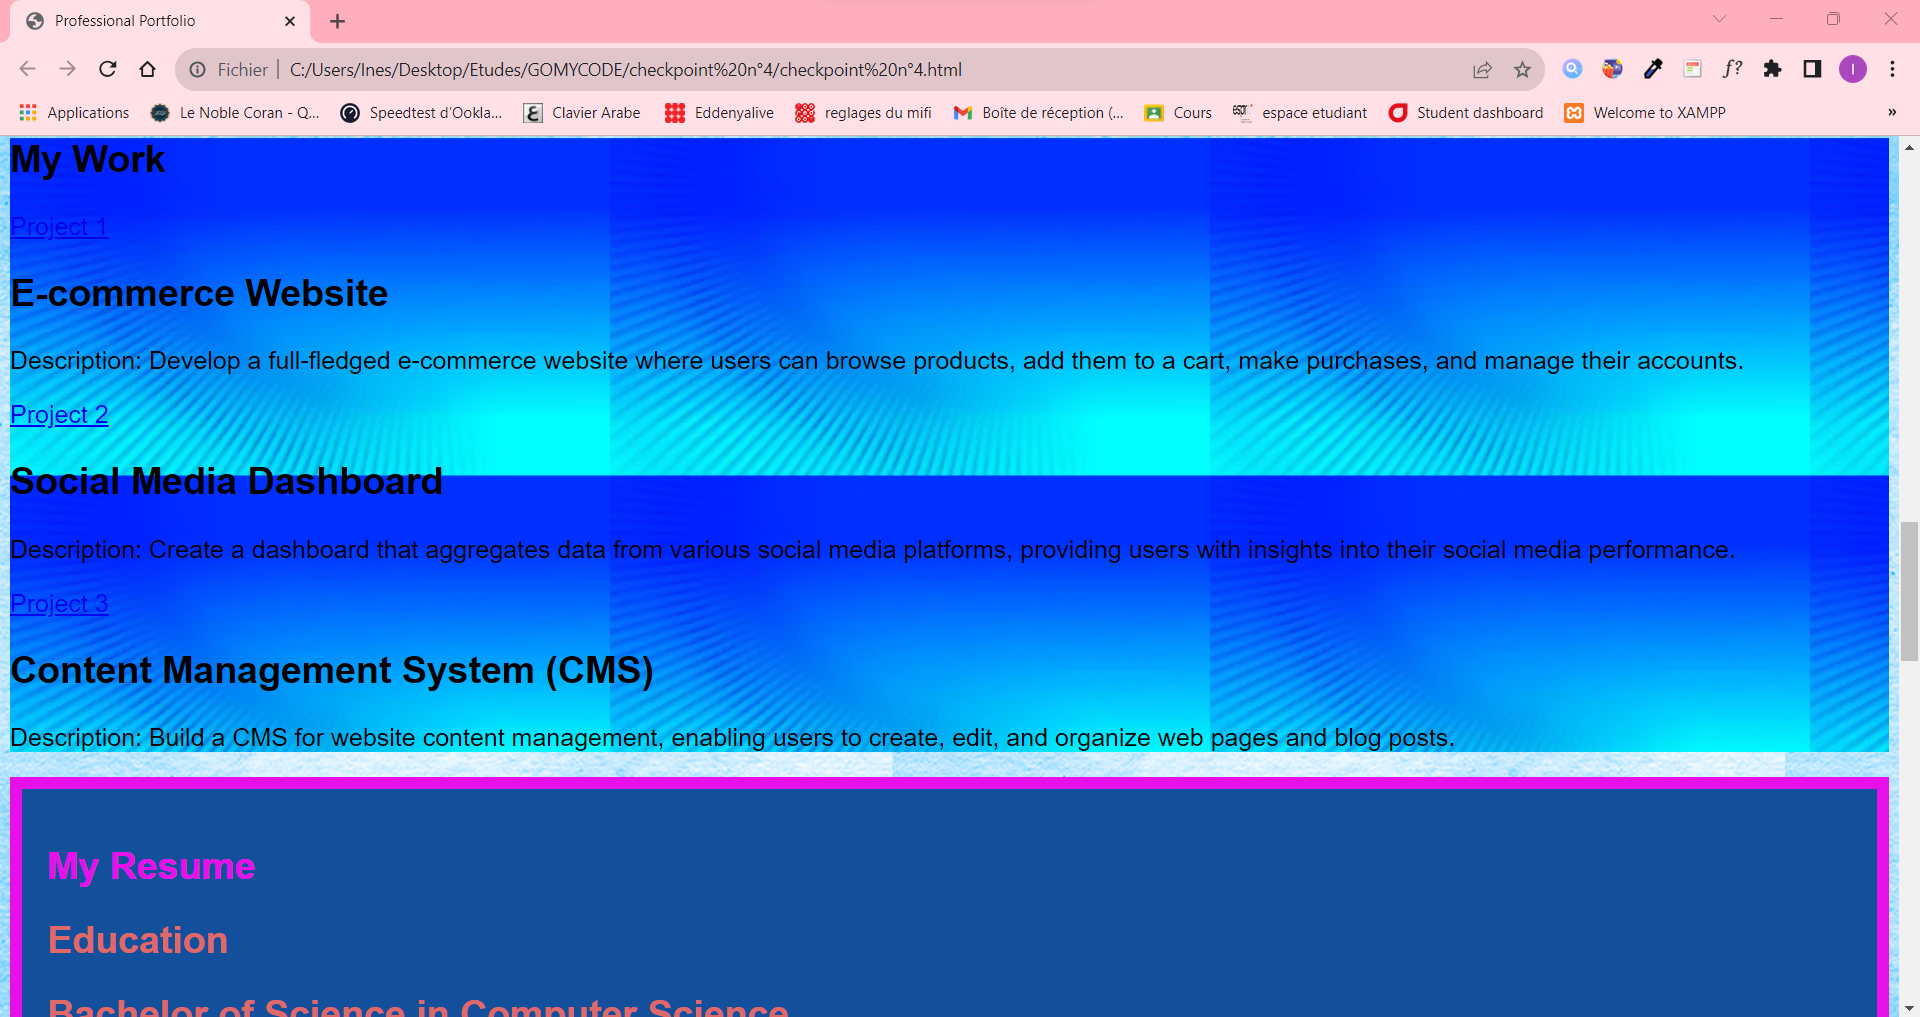 Professional Portfolio
Fichier C:/Users/Ines/Desktop/Etudes/GOMYCODE/checkpoint%20n°4/checkpoint%20n°4.html
f?
I
Applications
Le Noble Coran - Q...
Speedtest d'Ookla...
Clavier Arabe
Eddenyalive
reglages du mifi
Boîte de réception (...
Cours
espace etudiant
Student dashboard
Welcome to XAMPP
»
My Work
Project 1
E-commerce Website
Description: Develop a full-fledged e-commerce website where users can browse products, add them to a cart, make purchases, and manage their accounts.
Project 2
Social Media Dashboard
Description: Create a dashboard that aggregates data from various social media platforms, providing users with insights into their social media performance.
Project 3
Content Management System (CMS)
Description: Build a CMS for website content management, enabling users to create, edit, and organize web pages and blog posts.
My Resume
Education
Bachelor of Science in Computer Science